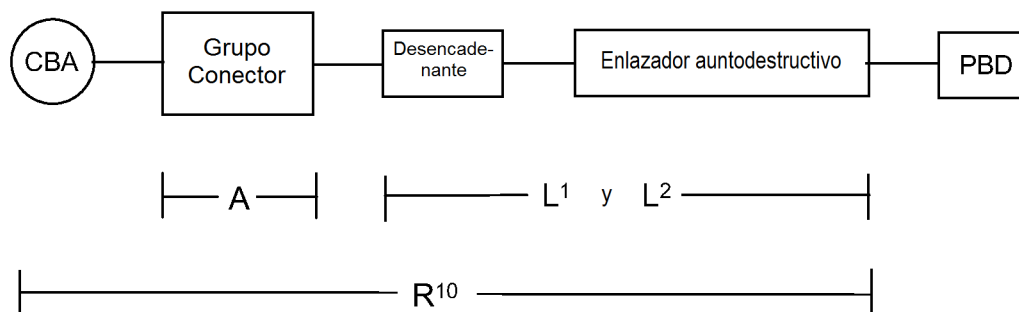 CBA
Grupo
Conector
Desencade-
nante
Enlazador auntodestructivo
PBD
A
L¹ y L²
R¹⁰